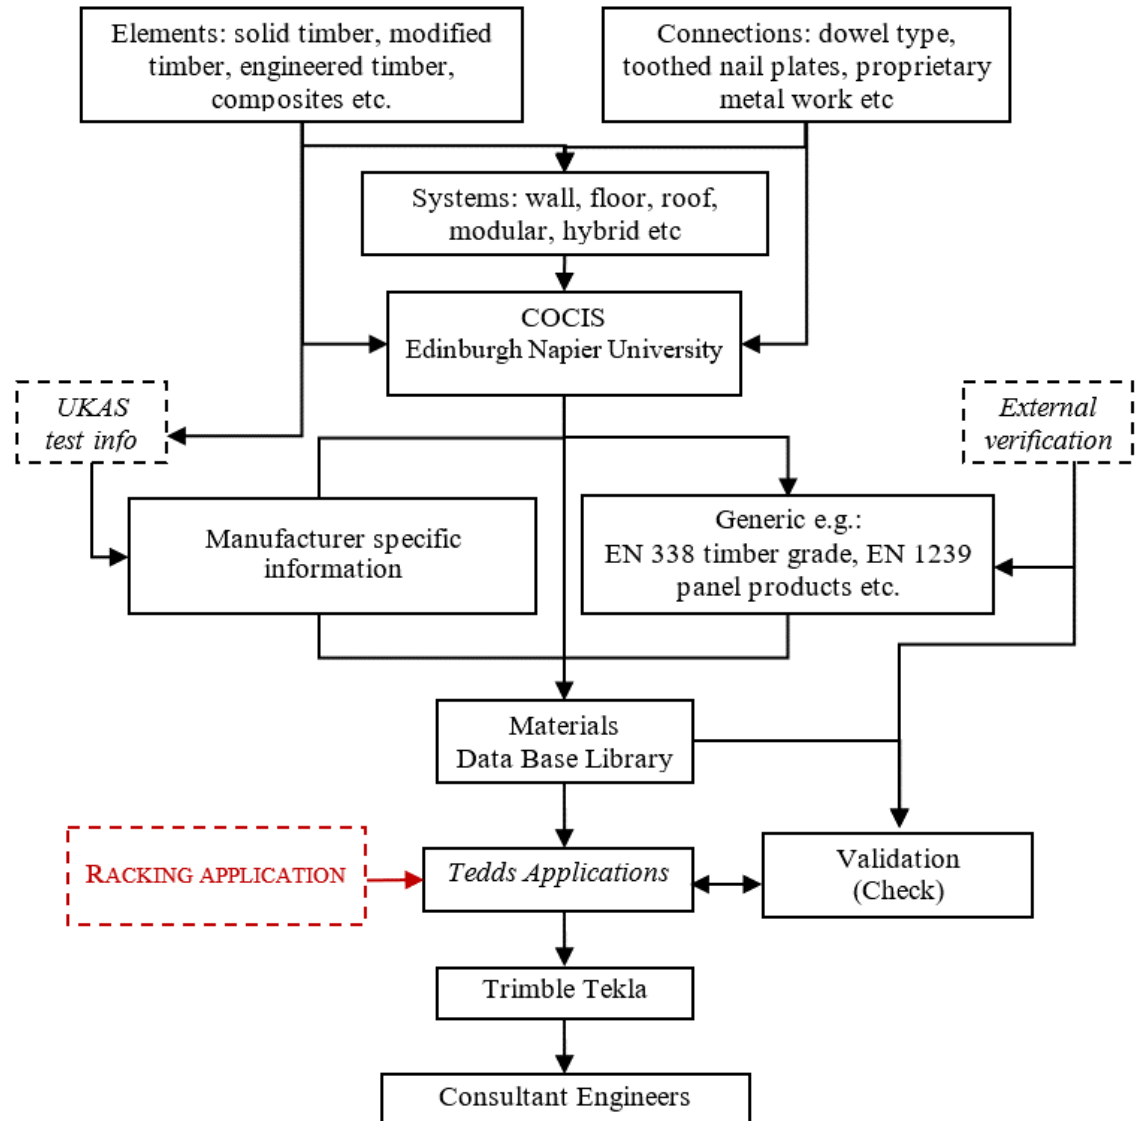 Elements: solid timber, modified
timber, engineered timber,
composites etc.
Connections: dowel type,
toothed nail plates, proprietary
metal work etc
Systems: wall, floor, roof,
modular, hybrid etc
COCIS
Edinburgh Napier University
UKAS
test info
External
verification
Manufacturer specific
information
Generic e.g.:
EN 338 timber grade, EN 1239
panel products etc.
Materials
Data Base Library
RACKING APPLICATION
Tedds Applications
Validation
(Check)
Trimble Tekla
Consultant Engineers